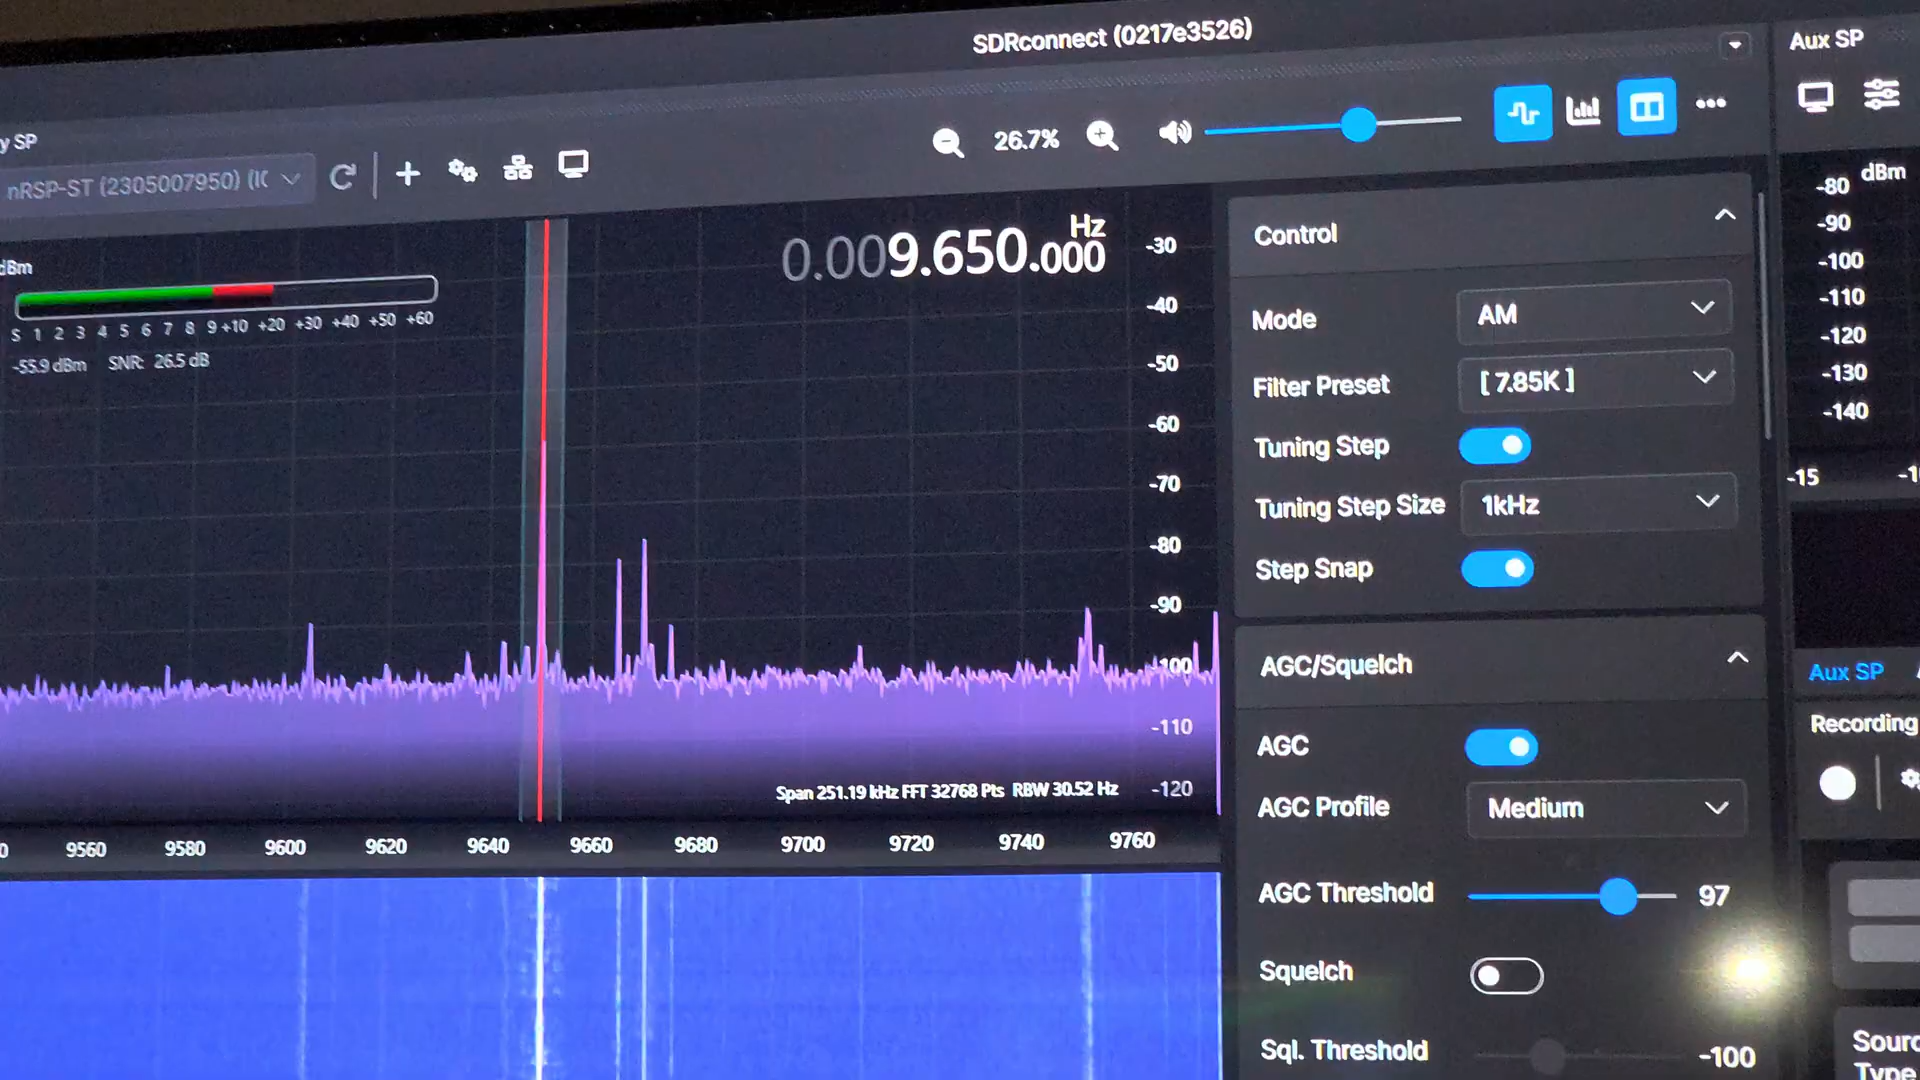 SDRconnect (0217e3526)
Aux SP
y SP
nRSP-ST (2305007950) (IC
26.7%
dBm
S 1 2 3 4 5 6 7 8 9 +10 +20 +30 +40 +50 +60
-55.9 dBm SNR: 26.5 dB
Hz
0.009.650.000
-30
-40
-50
-60
-70
-80
-90
-100
-110
-120
Span 251.19 kHz FFT 32768 Pts RBW 30.52 Hz
0 9560 9580 9600 9620 9640 9660 9680 9700 9720 9740 9760
Control
Mode AM
Filter Preset [ 7.85K ]
Tuning Step
Tuning Step Size 1kHz
Step Snap
AGC/Squelch
AGC
AGC Profile Medium
AGC Threshold 97
Squelch
Sql. Threshold -100
dBm
-80
-90
-100
-110
-120
-130
-140
-15 -1
Aux SP
Recording
Sourc
Type